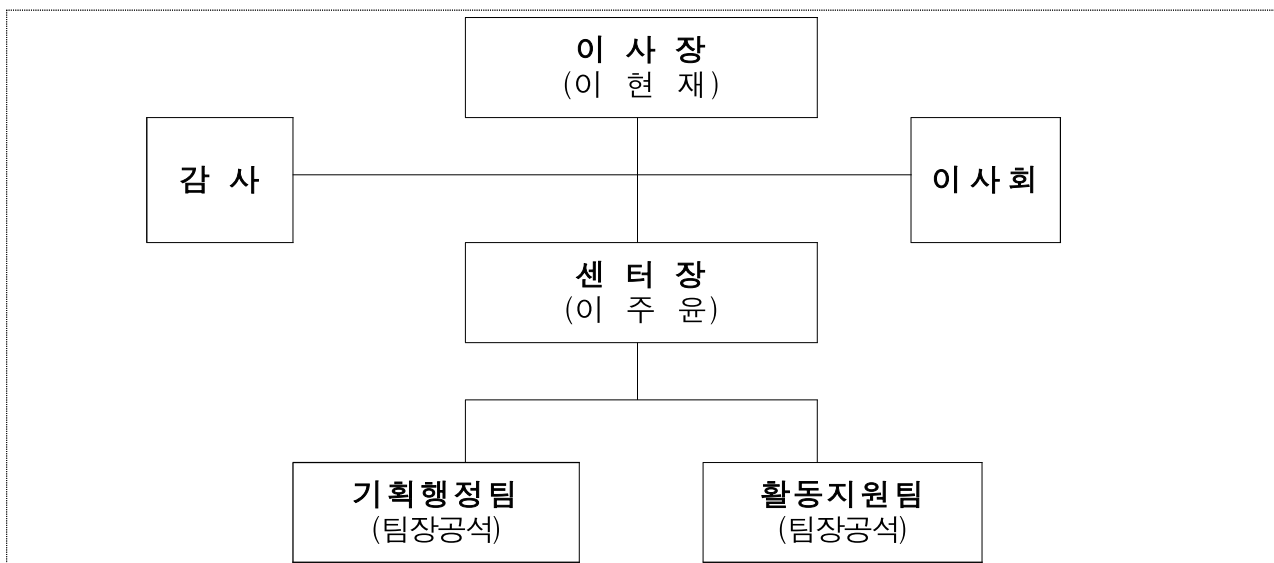 이 사 장
(이 현 재)
감 사
이 사 회
센 터 장
(이 주 윤)
기획행정팀
(팀장공석)
활동지원팀
(팀장공석)